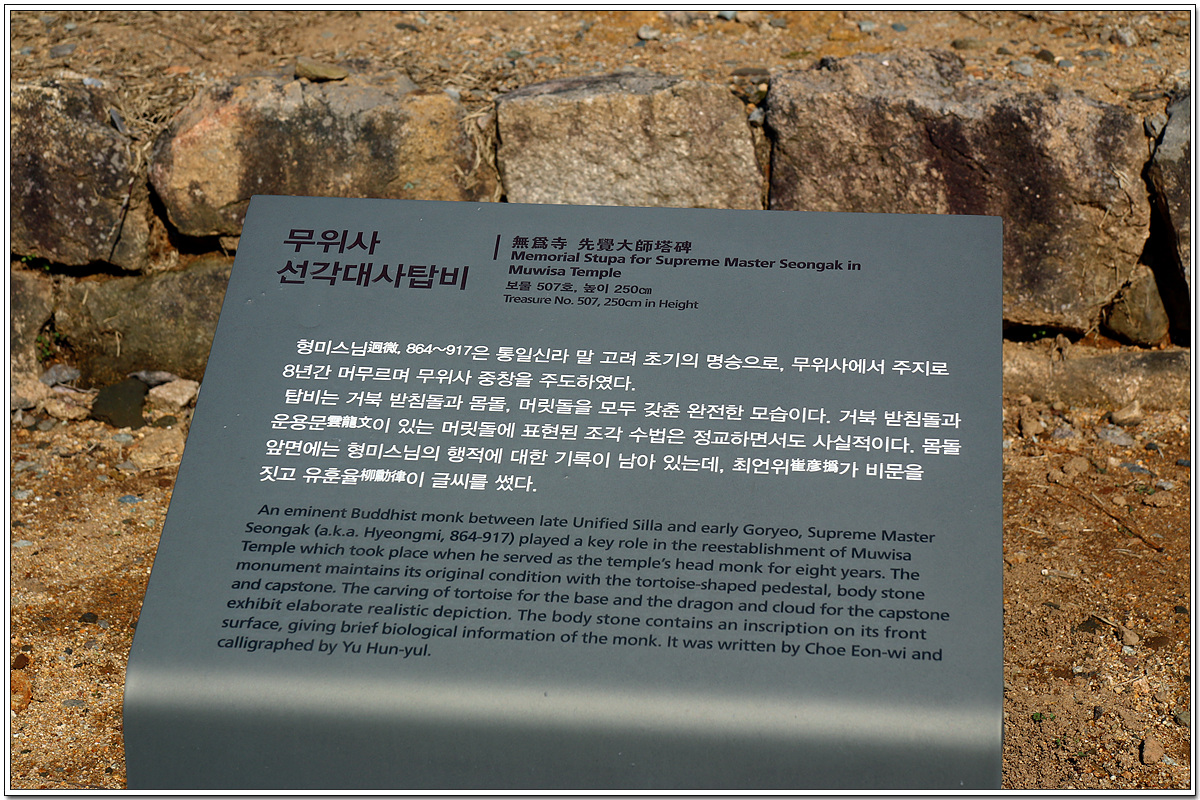 무위사
선각대사탑비
無爲寺 先覺大師塔碑
Memorial Stupa for Supreme Master Seongak in
Muwisa Temple
보물 507호, 높이 250㎝
Treasure No. 507, 250cm in Height
형미스님迥微, 864~917은 통일신라 말 고려 초기의 명승으로, 무위사에서 주지로
8년간 머무르며 무위사 중창을 주도하였다.
탑비는 거북 받침돌과 몸돌, 머릿돌을 모두 갖춘 완전한 모습이다. 거북 받침돌과
운용문雲龍文이 있는 머릿돌에 표현된 조각 수법은 정교하면서도 사실적이다. 몸돌
앞면에는 형미스님의 행적에 대한 기록이 남아 있는데, 최언위崔彦撝가 비문을
짓고 유훈율柳勳律이 글씨를 썼다.
An eminent Buddhist monk between late Unified Silla and early Goryeo, Supreme Master
Seongak (a.k.a. Hyeongmi, 864-917) played a key role in the reestablishment of Muwisa
Temple which took place when he served as the temple's head monk for eight years. The
monument maintains its original condition with the tortoise-shaped pedestal, body stone
and capstone. The carving of tortoise for the base and the dragon and cloud for the capstone
exhibit elaborate realistic depiction. The body stone contains an inscription on its front
surface, giving brief biological information of the monk. It was written by Choe Eon-wi and
calligraphed by Yu Hun-yul.